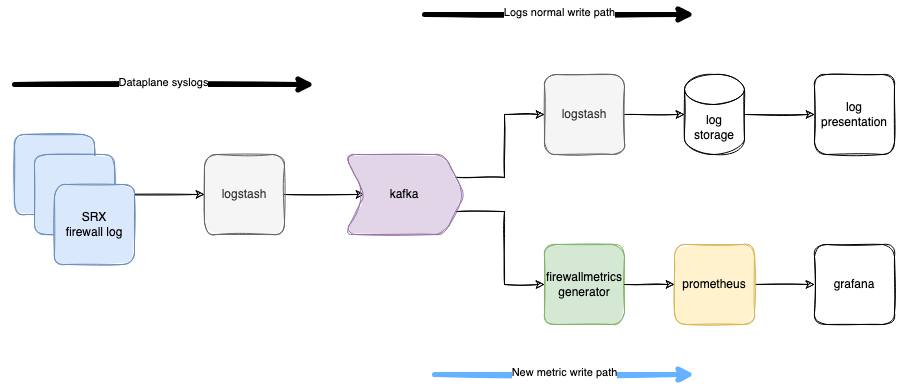 Logs normal write path
Dataplane syslogs
SRX
firewall log
logstash
kafka
logstash
log
storage
log
presentation
firewallmetrics
generator
prometheus
grafana
New metric write path